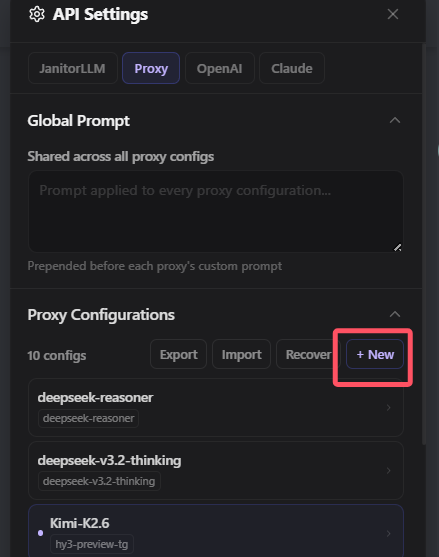 API Settings
JanitorLLM Proxy OpenAI Claude
Global Prompt
Shared across all proxy configs
Prompt applied to every proxy configuration...
Prepended before each proxy's custom prompt
Proxy Configurations
10 configs Export Import Recover + New
deepseek-reasoner
deepseek-reasoner
deepseek-v3.2-thinking
deepseek-v3.2-thinking
Kimi-K2.6
hy3-preview-tg